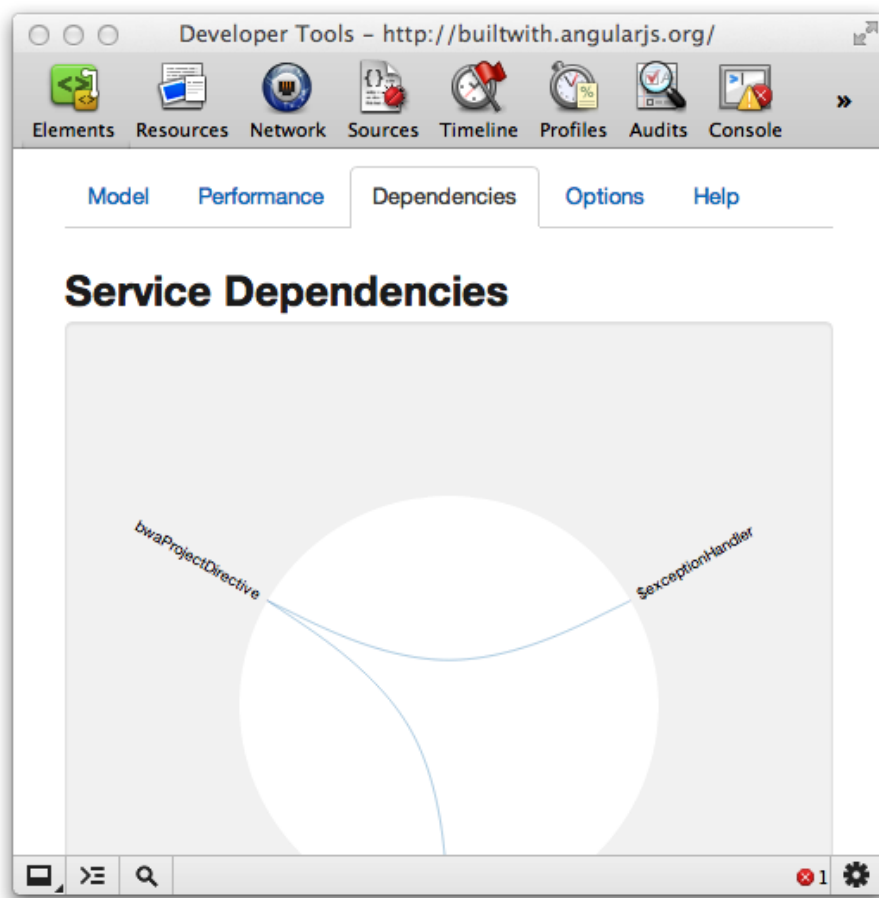 Developer Tools – http://builtwith.angularjs.org/
Elements Resources Network Sources Timeline Profiles Audits Console »
Model Performance Dependencies Options Help
Service Dependencies
bwaProjectDirective
$exceptionHandler
1